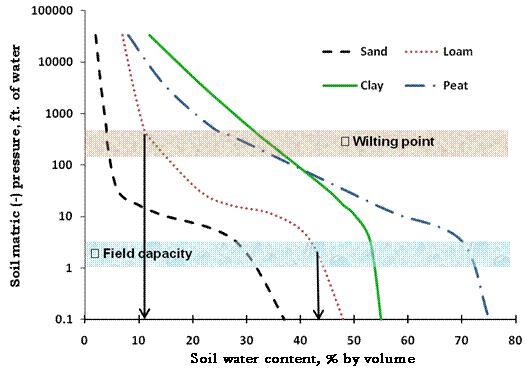 100000
10000
1000
100
10
1
0.1
Soil matric (-) pressure, ft. of water
Sand
Loam
Clay
Peat
□ Wilting point
□ Field capacity
0 10 20 30 40 50 60 70 80
Soil water content, % by volume